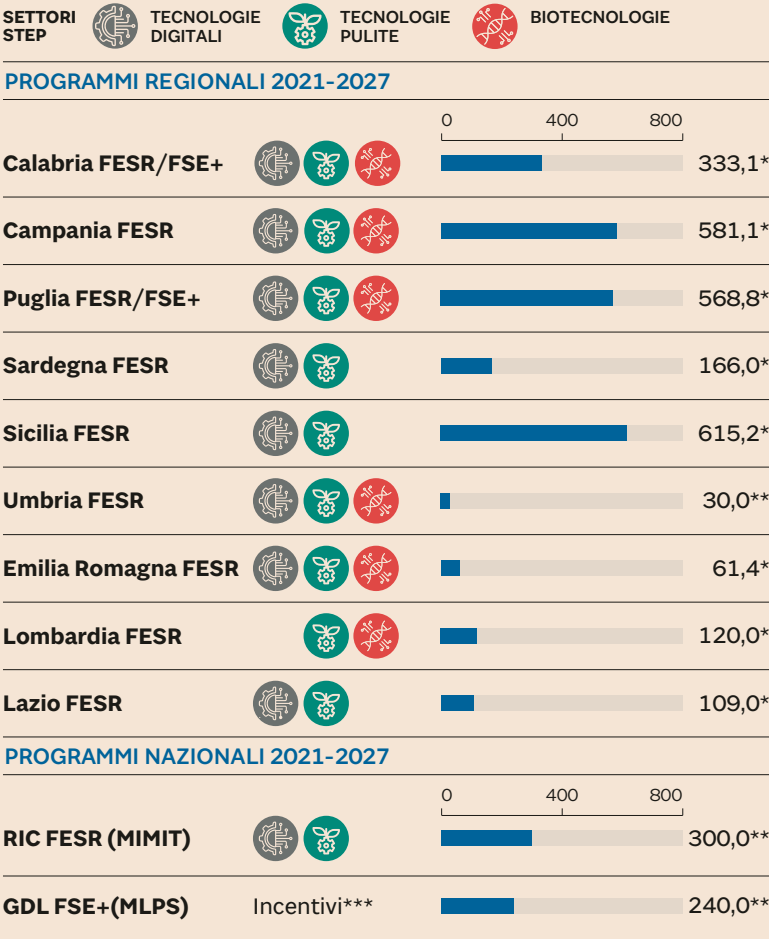 SETTORI STEP TECNOLOGIE DIGITALI TECNOLOGIE PULITE BIOTECNOLOGIE
PROGRAMMI REGIONALI 2021-2027
0 400 800
Calabria FESR/FSE+ 333,1*
Campania FESR 581,1*
Puglia FESR/FSE+ 568,8*
Sardegna FESR 166,0*
Sicilia FESR 615,2*
Umbria FESR 30,0**
Emilia Romagna FESR 61,4*
Lombardia FESR 120,0*
Lazio FESR 109,0*
PROGRAMMI NAZIONALI 2021-2027
0 400 800
RIC FESR (MIMIT) 300,0**
GDL FSE+(MLPS) Incentivi*** 240,0**